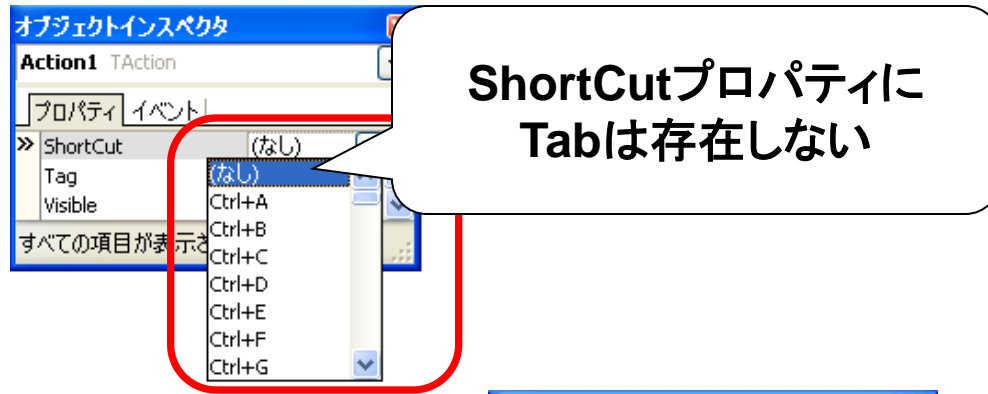 オブジェクトインスペクタ
Action1 TAction
プロパティ イベント
ShortCut (なし)
Tag
Visible
すべての項目が表示さ
(なし)
Ctrl+A
Ctrl+B
Ctrl+C
Ctrl+D
Ctrl+E
Ctrl+F
Ctrl+G
ShortCutプロパティに
Tabは存在しない